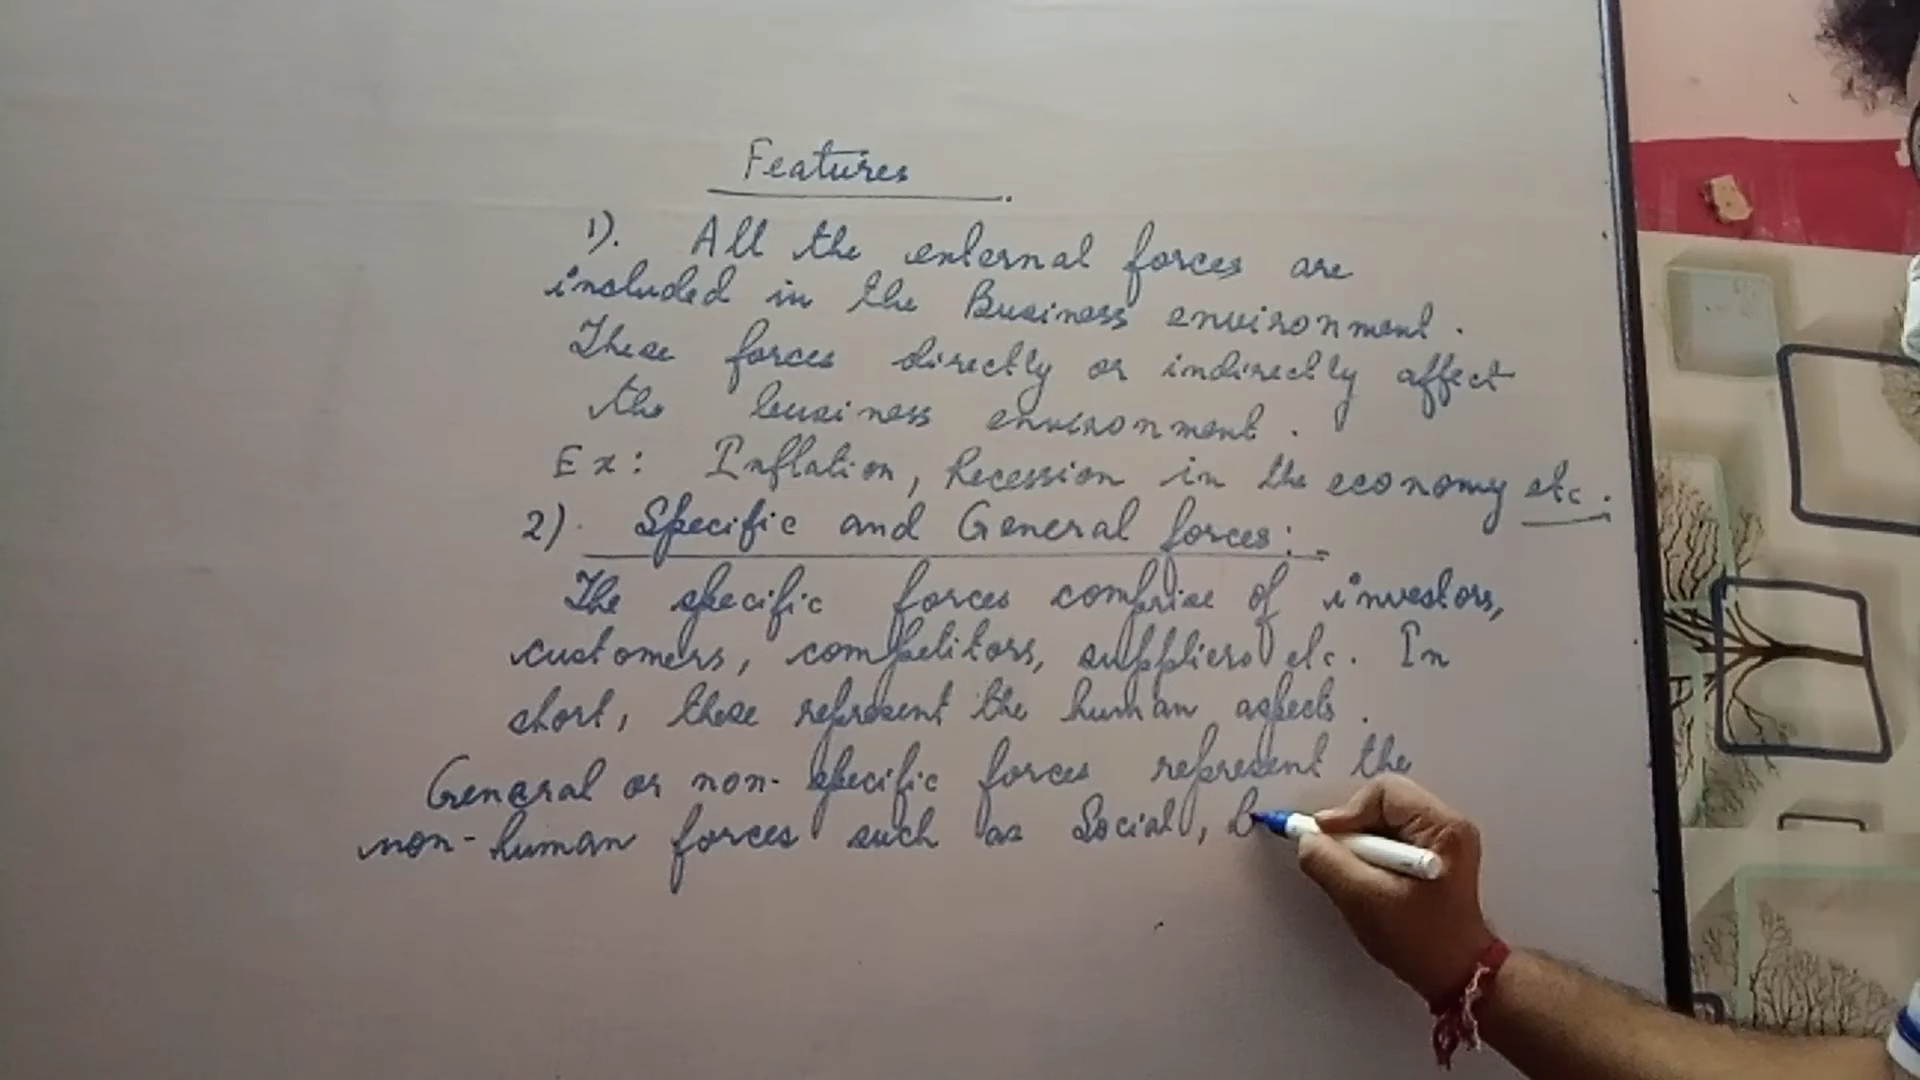 Features
1). All the external forces are
included in the Business environment.
These forces directly or indirectly affect
the business environment.
Ex: Inflation, Recession in the economy etc.
2). Specific and General forces:-
The specific forces comprise of investors,
customers, competitors, suppliers etc. In
short, these represent the human aspects.
General or non-specific forces represent the
non-human forces such as Social,